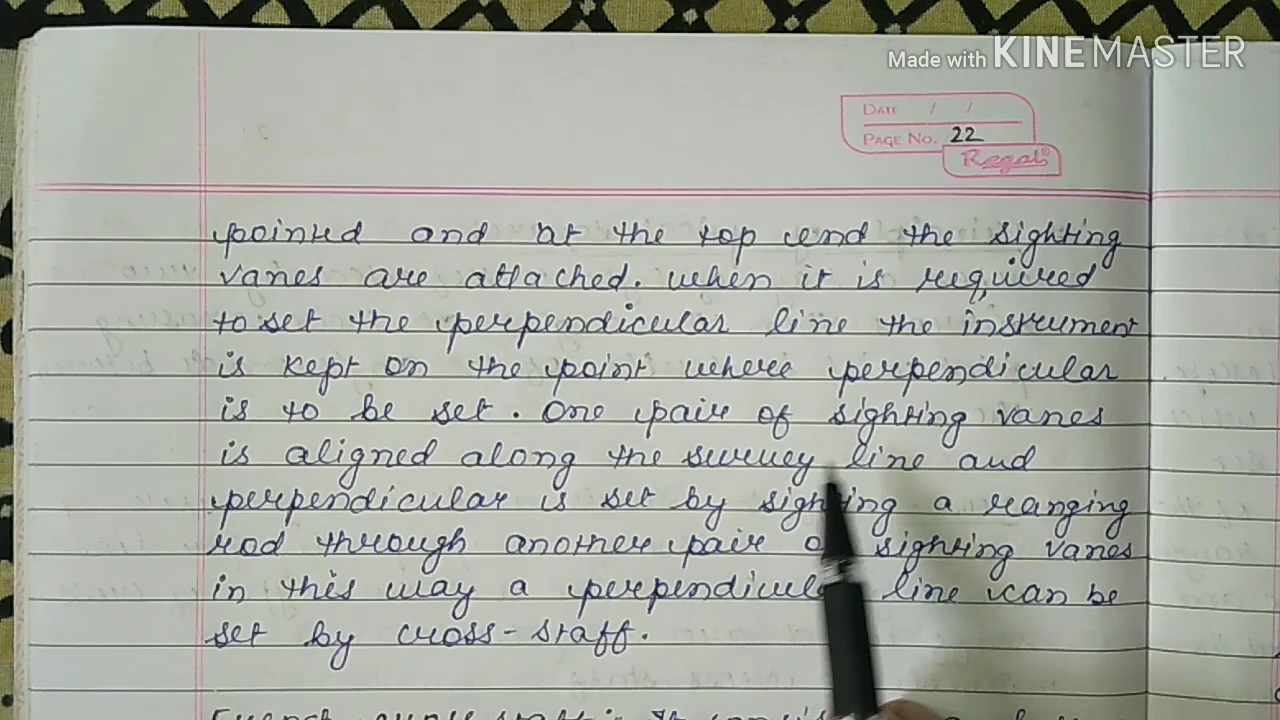 Made with KINEMASTER
DATE / /
PAGE NO. 22
Regal
pointed and at the top end the sighting
vanes are attached. when it is required
to set the perpendicular line the instrument
is kept on the point where perpendicular
is to be set. One pair of sighting vanes
is aligned along the survey line and
perpendicular is set by sighting a ranging
rod through another pair of sighting vanes
in this way a perpendicular line can be
set by cross-staff.